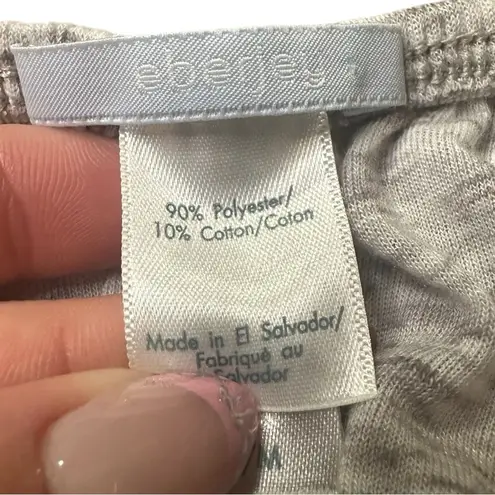 eberjey
90% Polyester/
10% Cotton/Coton
Made in El Salvador/
Fabriqué au
Salvador
M